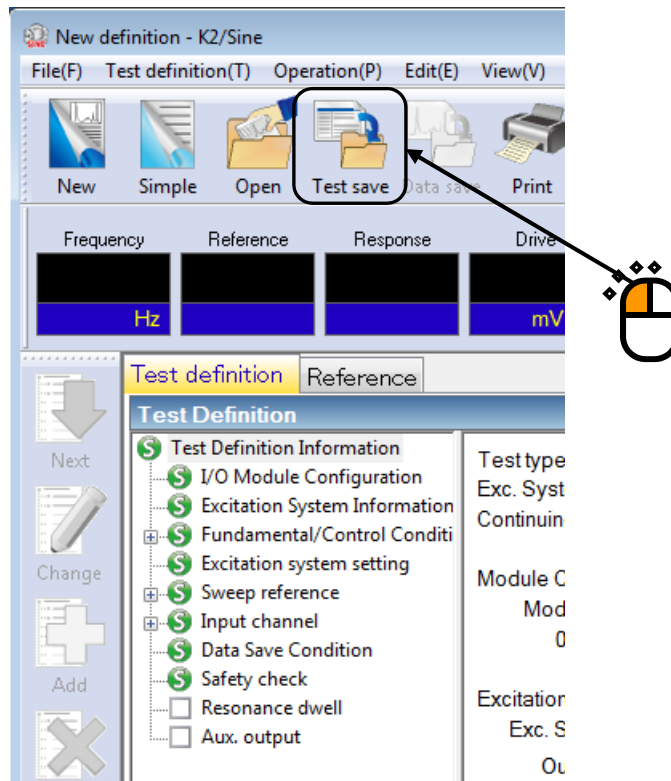 New definition - K2/Sine
File(F) Test definition(T) Operation(P) Edit(E) View(V)
New Simple Open Test save Data save Print
Frequency Reference Response Drive
Hz mV
Test definition Reference
Test Definition
Next
Change
Add
Test Definition Information
I/O Module Configuration
Excitation System Information
Fundamental/Control Conditi
Excitation system setting
Sweep reference
Input channel
Data Save Condition
Safety check
Resonance dwell
Aux. output
Test type
Exc. Syst
Continuin
Module C
Mod
0
Excitation
Exc. S
Ou